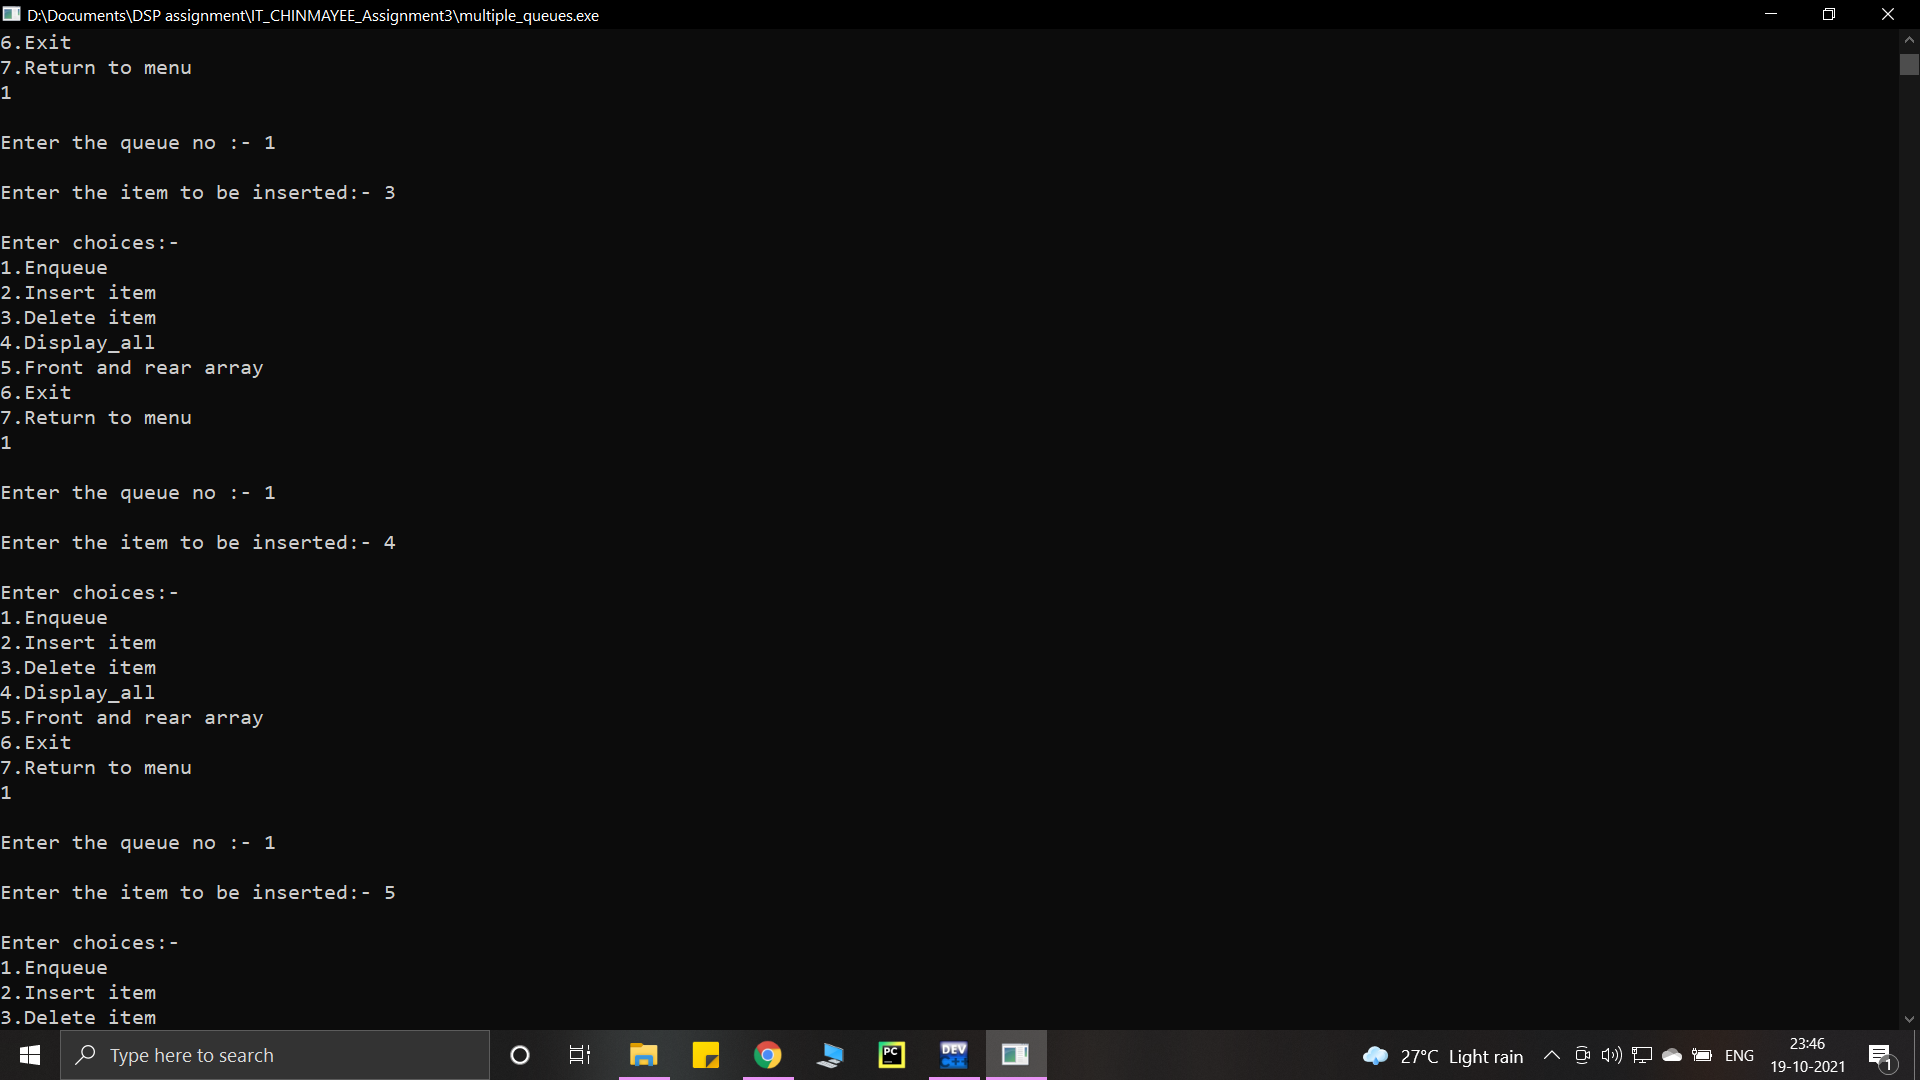 D:\Documents\DSP assignment\IT_CHINMAYEE_Assignment3\multiple_queues.exe
6.Exit
7.Return to menu
1
Enter the queue no :- 1
Enter the item to be inserted:- 3
Enter choices:-
1.Enqueue
2.Insert item
3.Delete item
4.Display_all
5.Front and rear array
6.Exit
7.Return to menu
1
Enter the queue no :- 1
Enter the item to be inserted:- 4
Enter choices:-
1.Enqueue
2.Insert item
3.Delete item
4.Display_all
5.Front and rear array
6.Exit
7.Return to menu
1
Enter the queue no :- 1
Enter the item to be inserted:- 5
Enter choices:-
1.Enqueue
2.Insert item
3.Delete item
Type here to search
PC
DEV
C++
27°C Light rain
ENG
23:46
19-10-2021
1